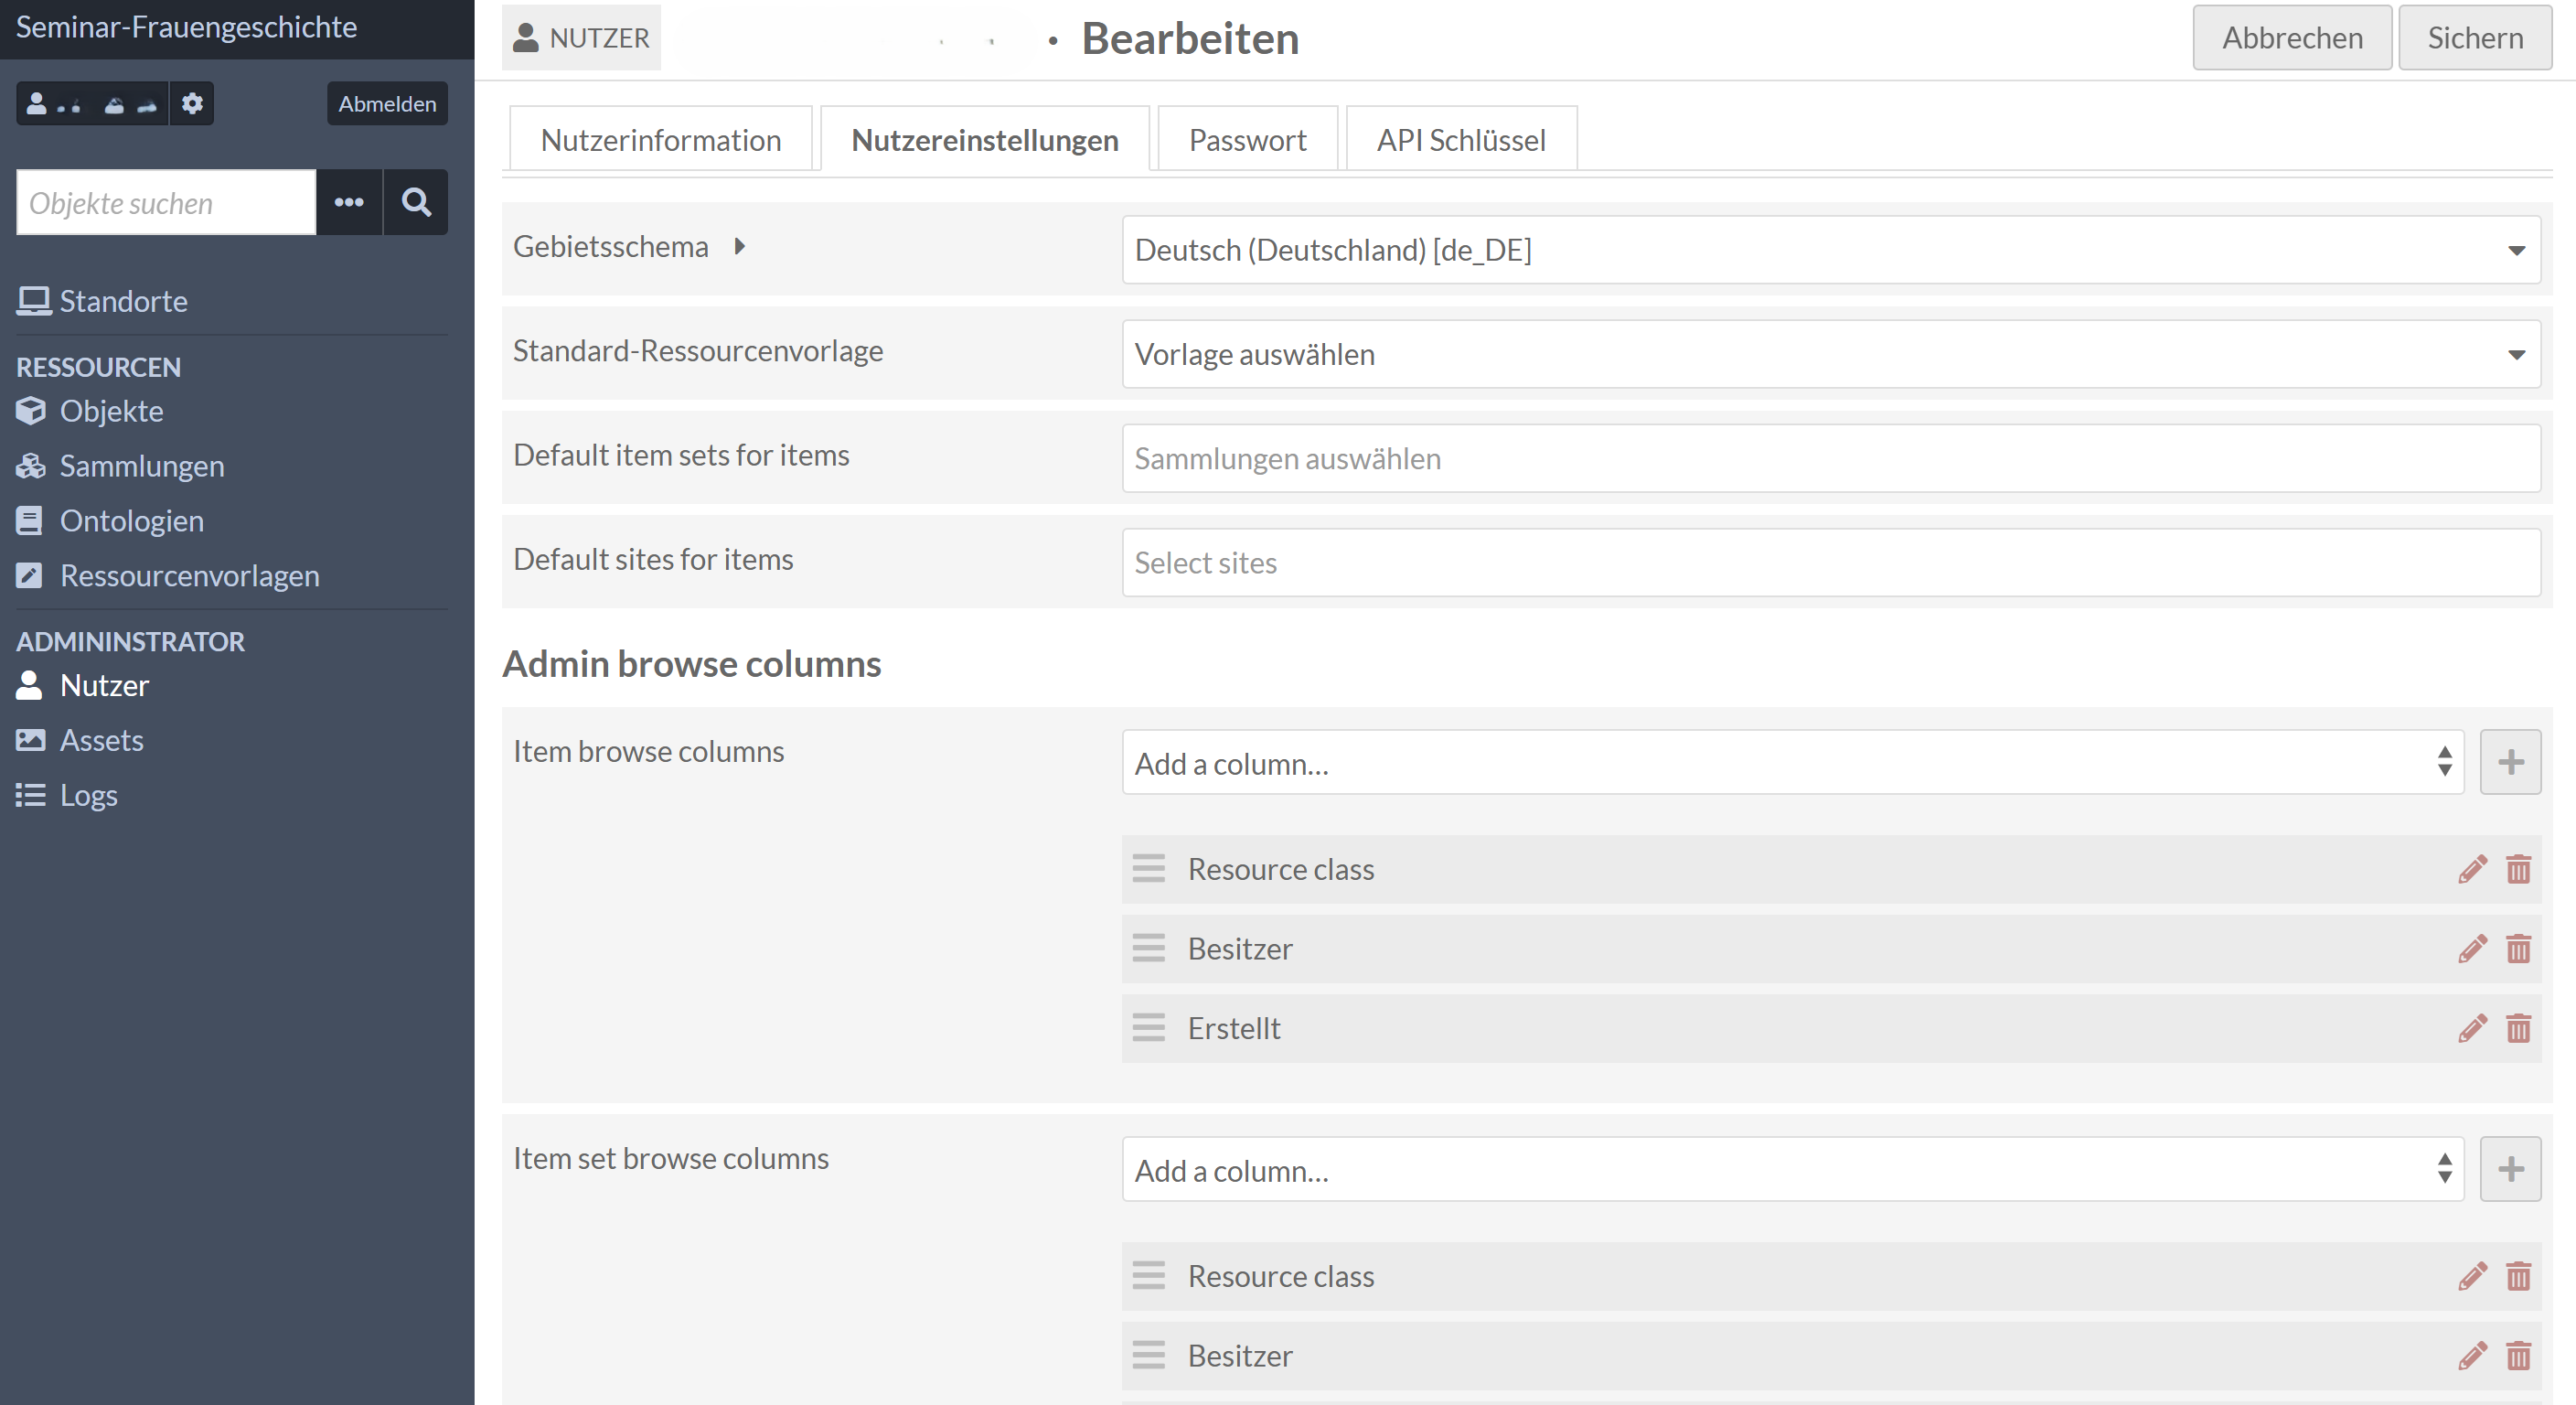 Seminar-Frauengeschichte
Abmelden
Objekte suchen
Standorte
RESSOURCEN
Objekte
Sammlungen
Ontologien
Ressourcenvorlagen
ADMININSTRATOR
Nutzer
Assets
Logs
NUTZER
• Bearbeiten
Abbrechen
Sichern
Nutzerinformation
Nutzereinstellungen
Passwort
API Schlüssel
Gebietsschema
Deutsch (Deutschland) [de_DE]
Standard-Ressourcenvorlage
Vorlage auswählen
Default item sets for items
Sammlungen auswählen
Default sites for items
Select sites
Admin browse columns
Item browse columns
Add a column...
Resource class
Besitzer
Erstellt
Item set browse columns
Add a column...
Resource class
Besitzer